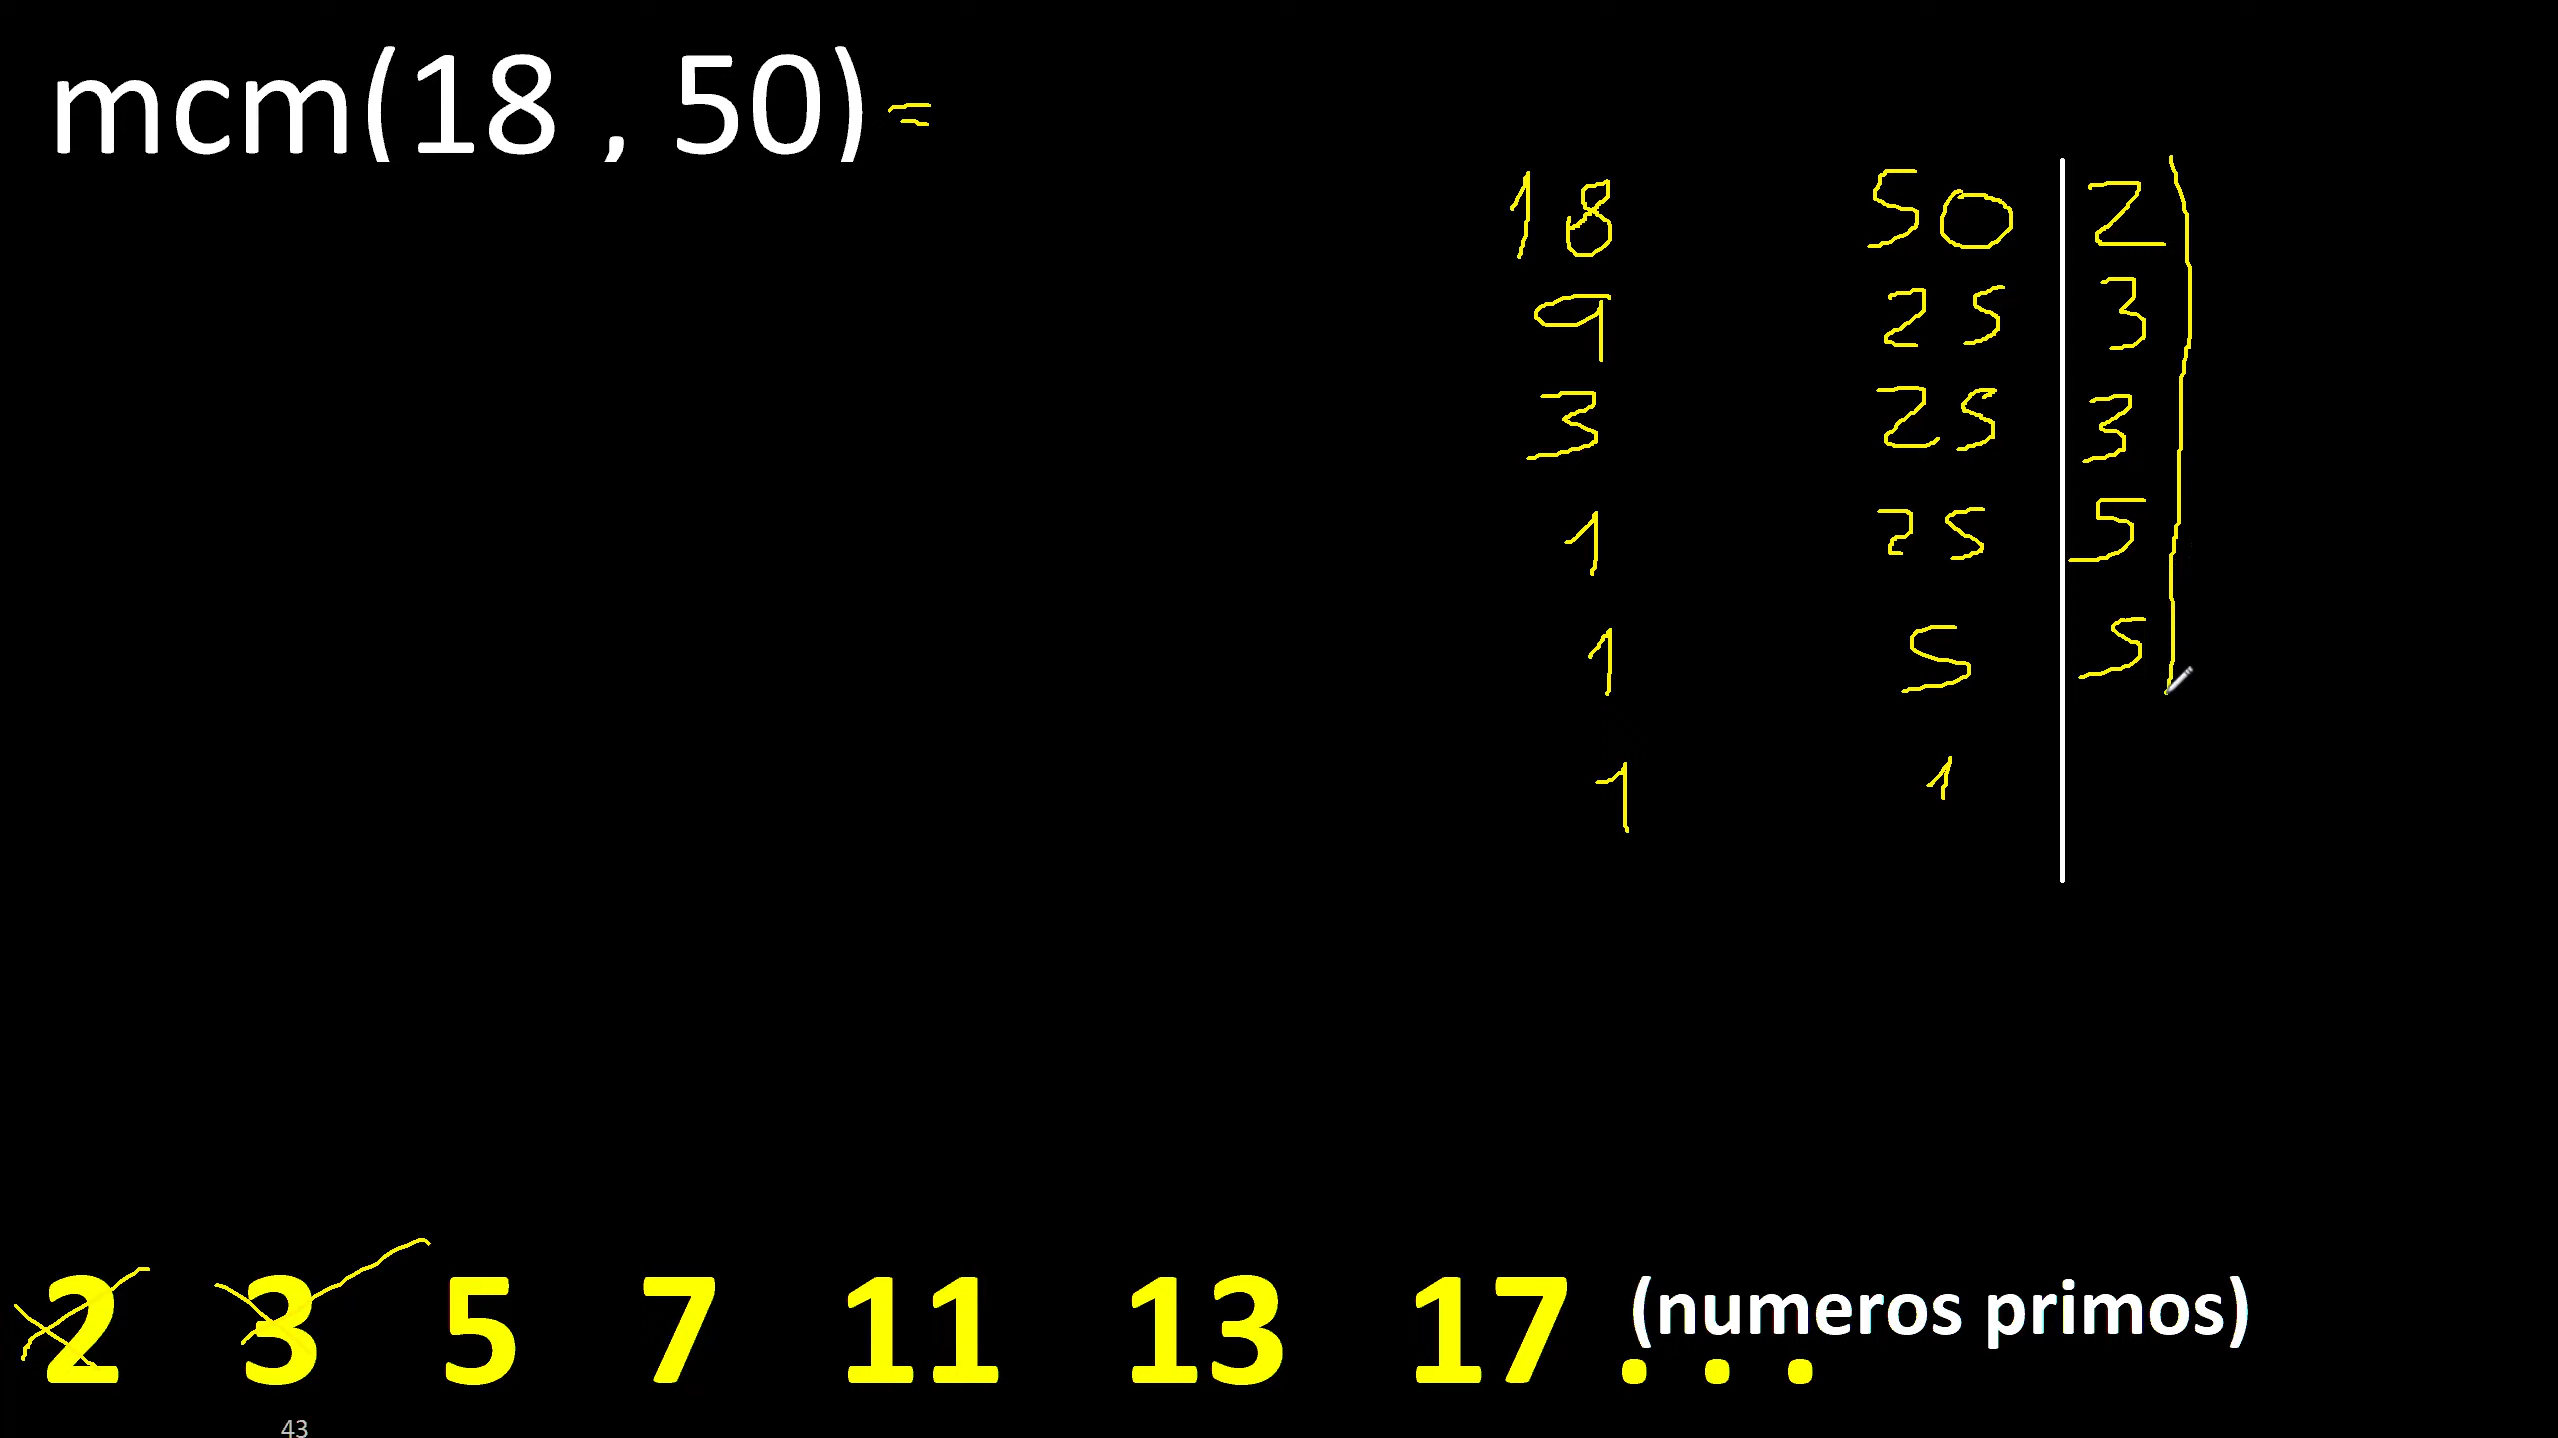 mcm(18 , 50)=
18 50 2
9 25 3
3 25 3
1 25 5
1 5 5
1 1
2 3 5 7 11 13 17 . . . (numeros primos)
43